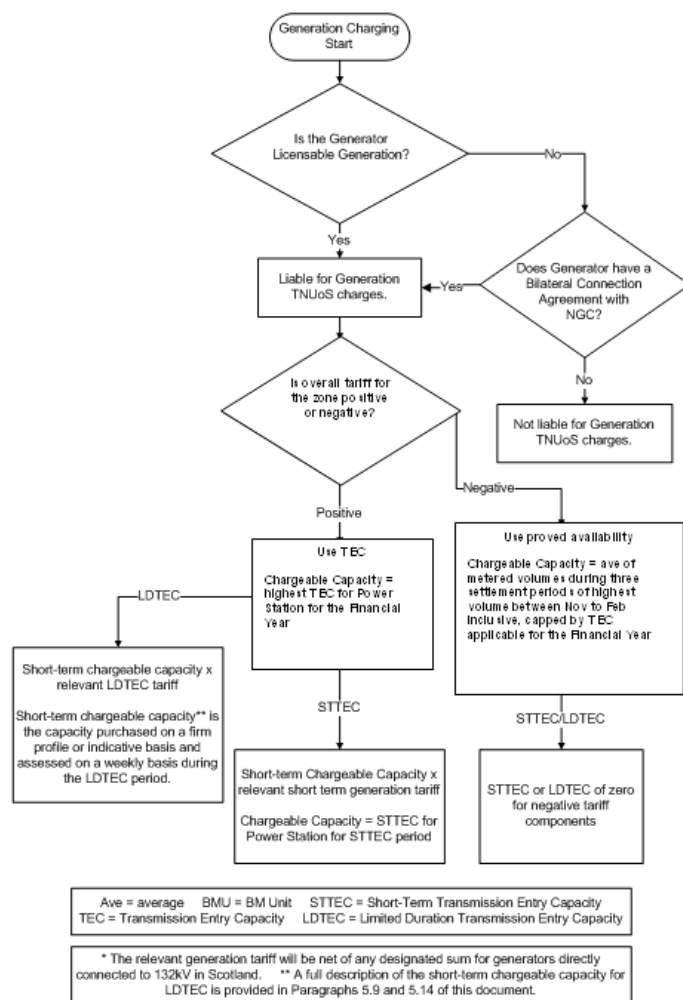 Generation Charging
Start
Is the Generator
Licensable Generation?
No
Yes
Liable for Generation
TNUoS charges.
Yes
Does Generator have a
Bilateral Connection
Agreement with
NGC?
No
Not liable for Generation
TNUoS charges.
Is overall tariff for
the zone positive
or negative?
Negative
Positive
Use TEC
Chargeable Capacity =
highest TEC for Power
Station for the Financial
Year
Use proved availability
Chargeable Capacity = ave of
metered volumes during three
settlement periods of highest
volume between Nov to Feb
inclusive, capped by TEC
applicable for the Financial Year
LDTEC
Short-term chargeable capacity x
relevant LDTEC tariff
Short-term chargeable capacity** is
the capacity purchased on a firm
profile or indicative basis and
assessed on a weekly basis during
the LDTEC period.
STTEC
Short-term Chargeable Capacity x
relevant short term generation tariff
Chargeable Capacity = STTEC for
Power Station for STTEC period
STTEC/LDTEC
STTEC or LDTEC of zero
for negative tariff
components
Ave = average BMU = BM Unit STTEC = Short-Term Transmission Entry Capacity
TEC = Transmission Entry Capacity LDTEC = Limited Duration Transmission Entry Capacity
* The relevant generation tariff will be net of any designated sum for generators directly
connected to 132kV in Scotland. ** A full description of the short-term chargeable capacity for
LDTEC is provided in Paragraphs 5.9 and 5.14 of this document.